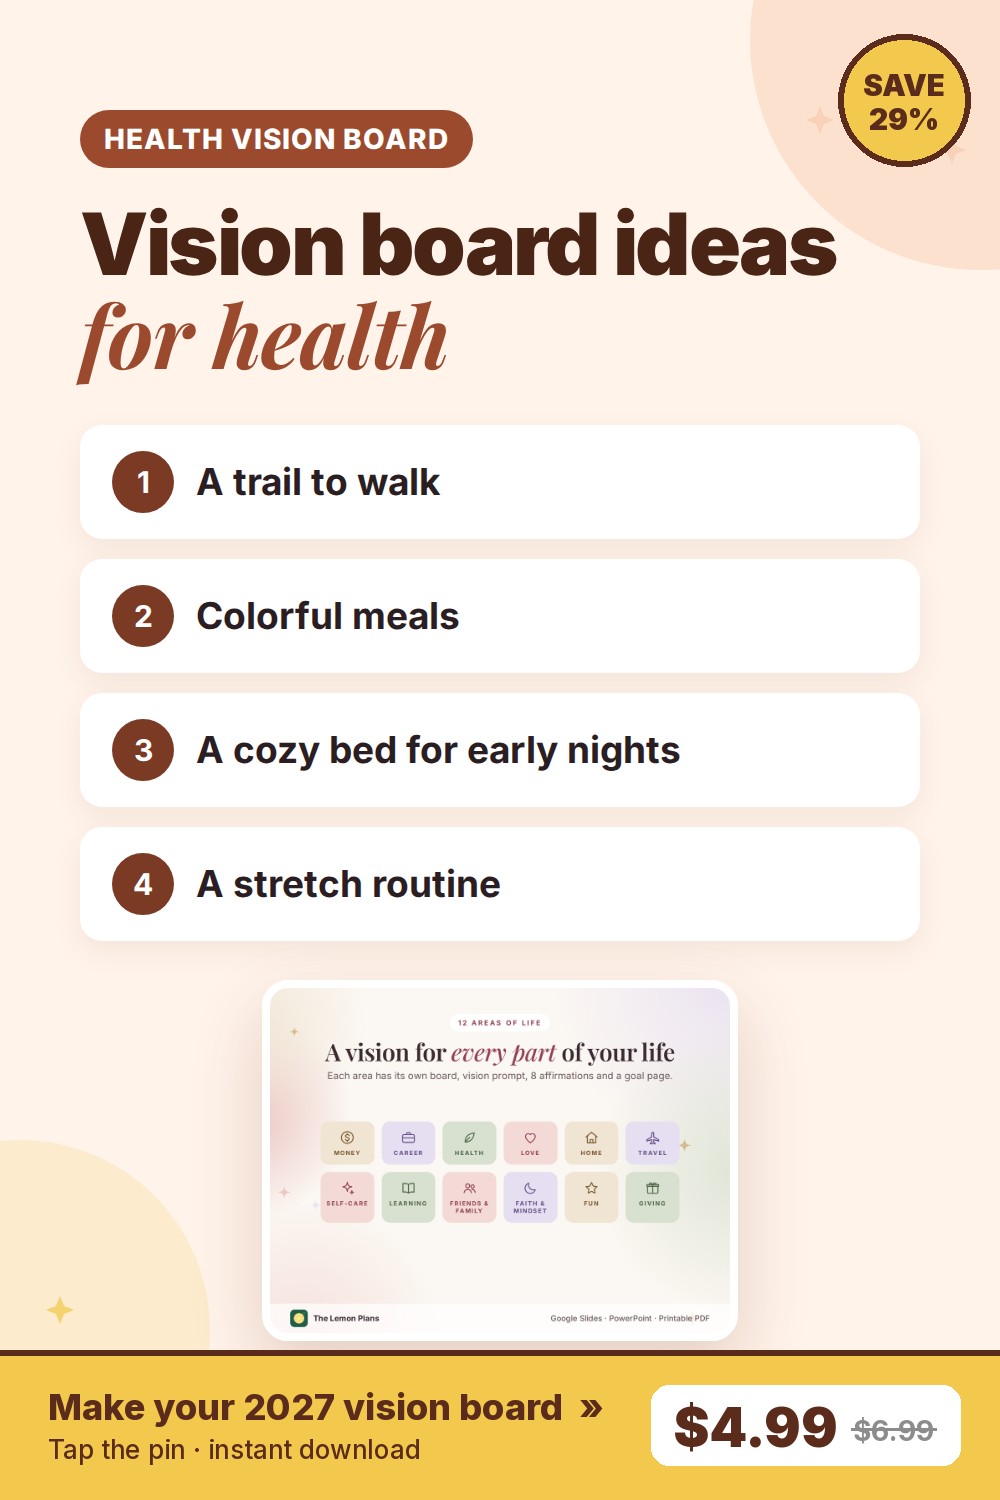 SAVE
29%
HEALTH VISION BOARD
Vision board ideas
for health
1 A trail to walk
2 Colorful meals
3 A cozy bed for early nights
4 A stretch routine
12 AREAS OF LIFE
A vision for every part of your life
Each area has its own board, vision prompt, 8 affirmations and a goal page.
MONEY CAREER HEALTH LOVE HOME TRAVEL
SELF-CARE LEARNING FRIENDS & FAMILY FAITH & MINDSET FUN GIVING
The Lemon Plans Google Slides · PowerPoint · Printable PDF
Make your 2027 vision board »
Tap the pin · instant download
$4.99 $6.99